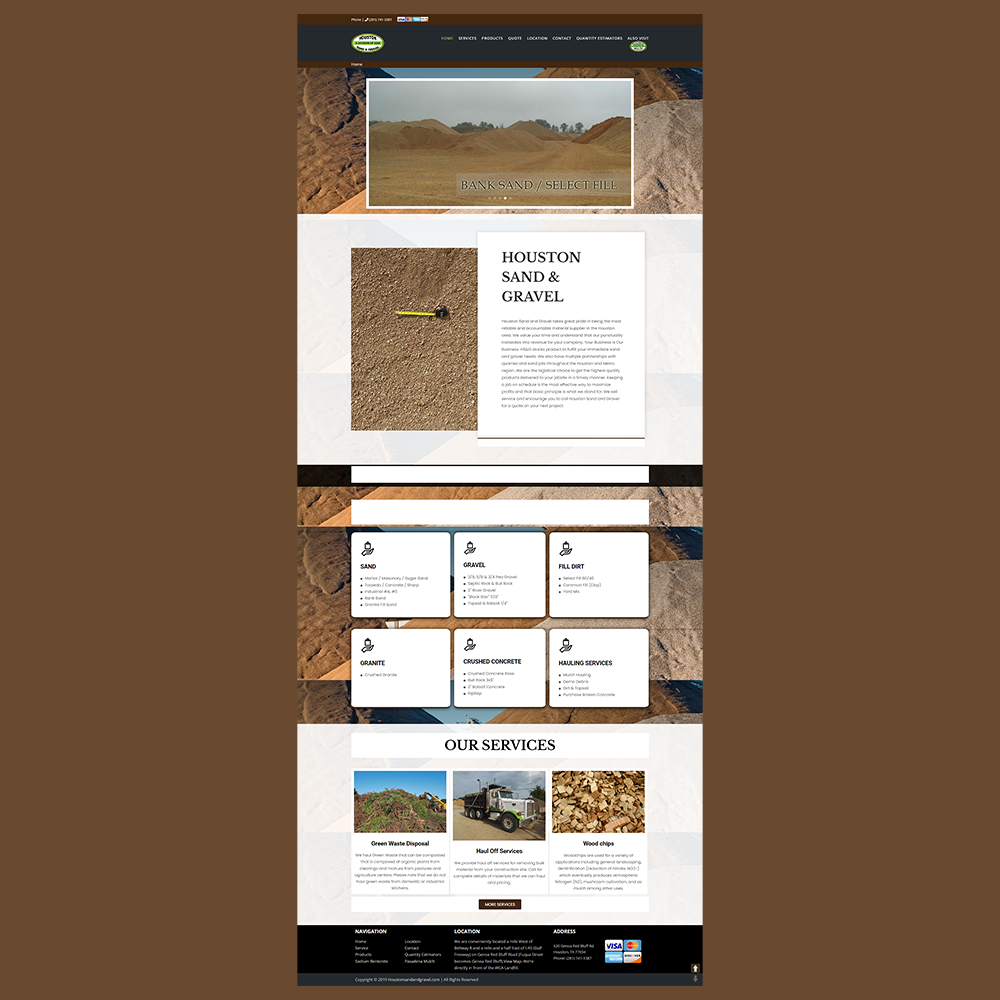 Phone | (281) 741-3387
HOUSTON
SAND & GRAVEL
HOME SERVICES PRODUCTS QUOTE LOCATION CONTACT QUANTITY ESTIMATORS ALSO VISIT
Home
BANK SAND / SELECT FILL
HOUSTON
SAND &
GRAVEL
Houston Sand and Gravel takes great pride in being the most
reliable and accountable material supplier in the Houston
area. We value your time and understand that our punctuality
translates into revenue for your company. Your Business is Our
Business. HS&G stocks product to fulfill your immediate sand
and gravel needs. We also have multiple partnerships with
quarries and sand pits throughout the Houston and Metro
region. We are the logistical choice to get the highest quality
products delivered to your jobsite in a timely manner. Keeping
a job on schedule is the most effective way to maximize
profits and that basic principle is what we stand for. We sell
service and encourage you to call Houston Sand and Gravel
for a quote on your next project.
SAND
Mortar / Masonary / Sugar Sand
Torpedo / Concrete / Sharp
Bank Sand
Granite Fill Sand
GRAVEL
3/8, 5/8 & 3/4 Pea Gravel
Septic Rock & Bull Rock
2" River Gravel
"Black Star" 5/8"
Topsoil & Ballast 1/4"
FILL DIRT
Select Fill 60/40
Common Fill (Clay)
Yard Mix
GRANITE
Crushed Granite
CRUSHED CONCRETE
Crushed Concrete Base
Bull Rock 3x5"
2" Ballast Concrete
RipRap
HAULING SERVICES
Mulch Hauling
Demo Debris
Dirt & Topsoil
Purchase Broken Concrete
OUR SERVICES
Green Waste Disposal
We haul Green Waste that can be composted
that is composed of organic plants from
clearings and manure from pastures and
agriculture centers. Please note that we do not
haul green waste from domestic or industrial
kitchens.
Haul Off Services
We provide haul off services for removing bulk
material from your construction site. Call for
complete details of materials that we can haul
and pricing.
Wood chips
Woodchips are used for a variety of
applications including general landscaping,
denitrification (reduction of nitrate, NO3-)
which eventually produces atmospheric
Nitrogen (N2), mushroom cultivation, and as
mulch among other uses.
MORE SERVICES
NAVIGATION
Home
Service
Products
Sodium Bentonite
Location
Contact
Quantity Estimators
Pasadena Mulch
LOCATION
We are conveniently located a mile West of
Beltway 8 and a mile and a half East of I-45 (Gulf
Freeway) on Genoa Red Bluff Road (Fuqua Street
becomes Genoa Red Bluff).View Map. We're
directly in front of the WCA Landfill.
ADDRESS
520 Genoa Red Bluff Rd
Houston, TX 77034
Phone: (281) 741-3387
VISA MasterCard
Copyright © 2019 Houstonsandandgravel.com | All Rights Reserved